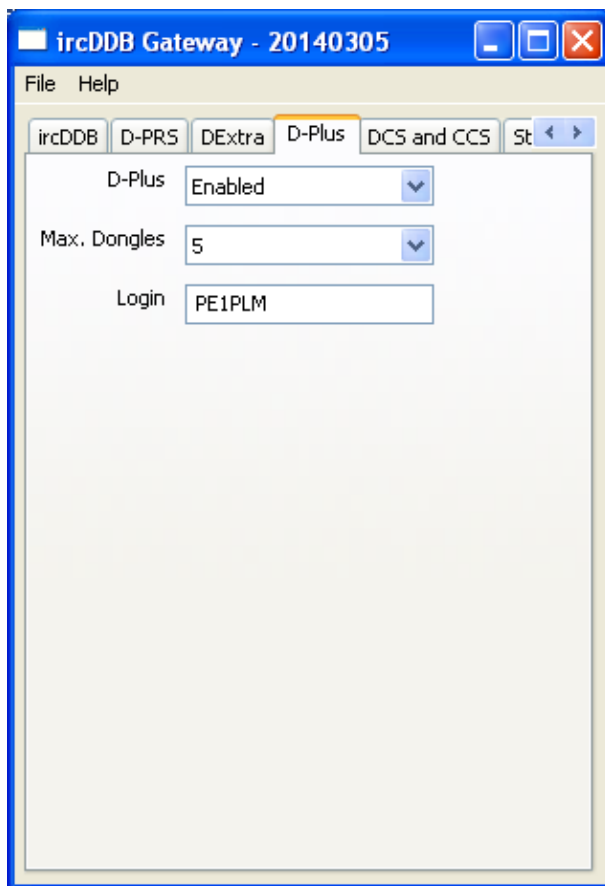 ircDDB Gateway - 20140305
File Help
ircDDB D-PRS DExtra D-Plus DCS and CCS St
D-Plus Enabled
Max. Dongles 5
Login PE1PLM